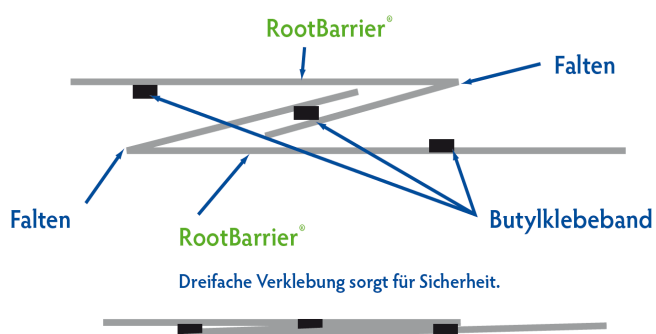 RootBarrier®
Falten
Falten
RootBarrier®
Butylklebeband
Dreifache Verklebung sorgt für Sicherheit.